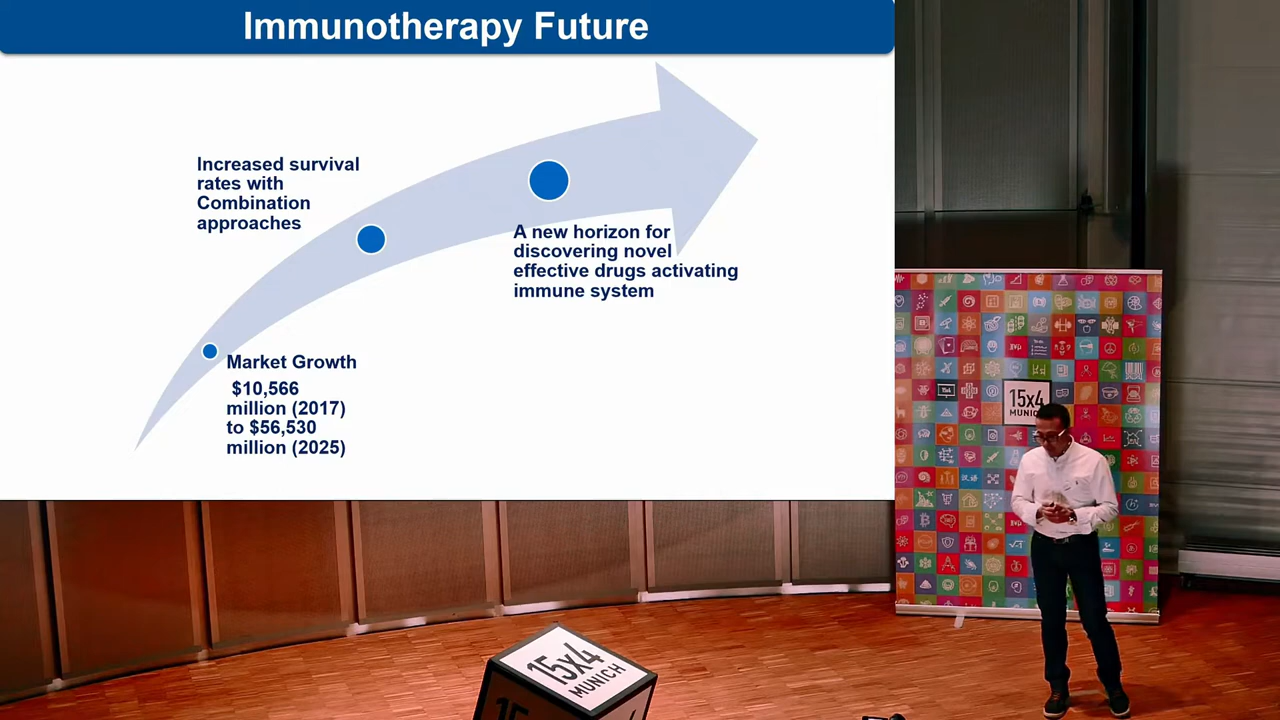 Immunotherapy Future
Increased survival
rates with
Combination
approaches
A new horizon for
discovering novel
effective drugs activating
immune system
Market Growth
$10,566
million (2017)
to $56,530
million (2025)
15x4
MUNICH
15x4
MUNICH